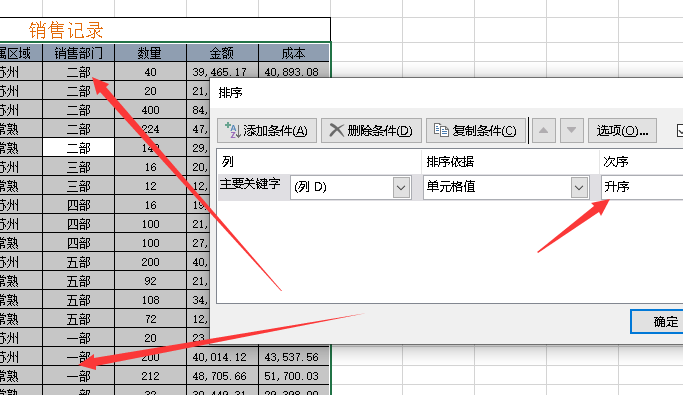 销售记录
属区域 销售部门 数量 金额 成本
苏州 二部 40 39,465.17 40,893.08
苏州 二部 20 21,
苏州 二部 400 84,
常熟 二部 224 47,
常熟 二部 29,
苏州 三部 16 20,
常熟 三部 12 12,
苏州 四部 16 19,
苏州 四部 100 21,
常熟 四部 100 27,
苏州 五部 200 40,
常熟 五部 92 21,
常熟 五部 108 34,
常熟 五部 72 12,
苏州 一部 20 23,
苏州 一部 200 40,014.12 43,537.56
常熟 一部 212 48,705.66 51,700.03
排序
添加条件(A) 删除条件(D) 复制条件(C) 选项(O)...
列 排序依据 次序
主要关键字 (列 D) 单元格值 升序
确定